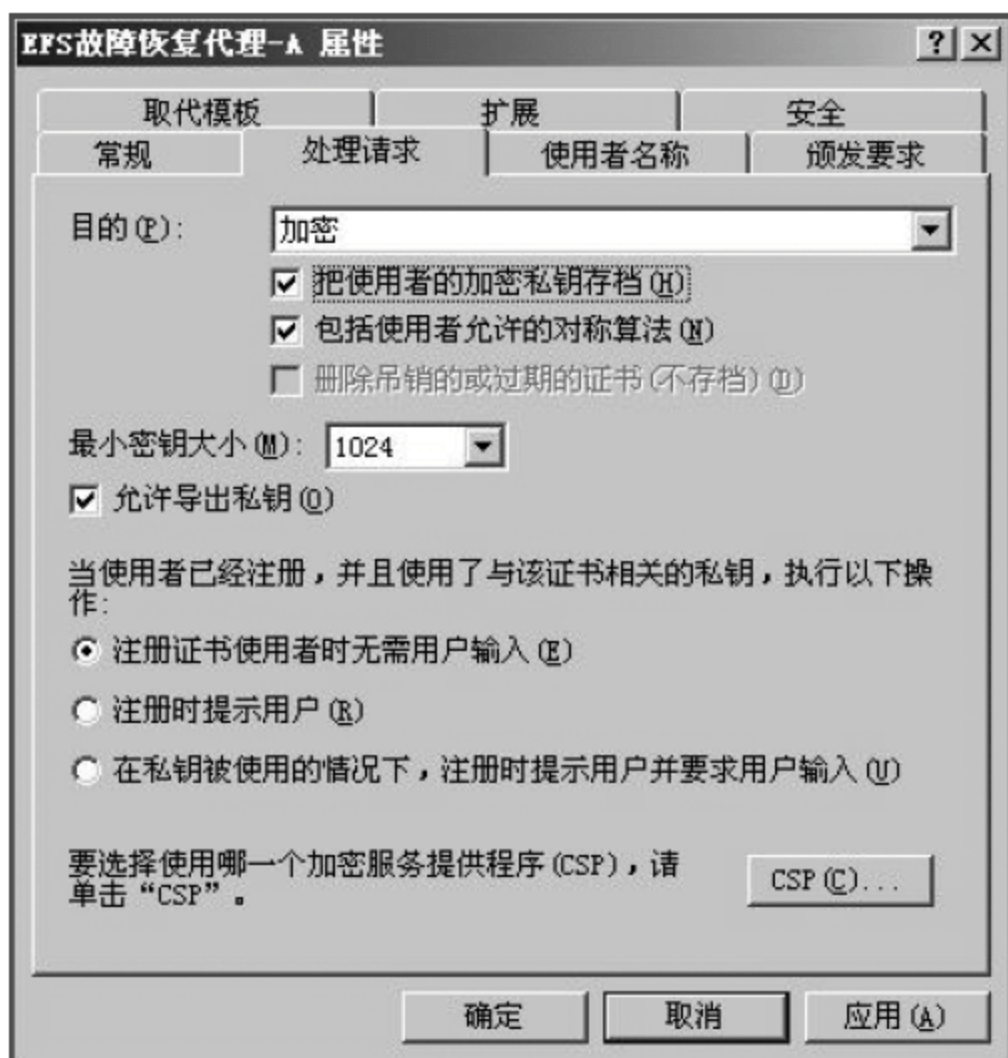 EFS故障恢复代理-A 属性
取代模板 扩展 安全
常规 处理请求 使用者名称 颁发要求
目的(P): 加密
把使用者的加密私钥存档(H)
包括使用者允许的对称算法(N)
删除吊销的或过期的证书(不存档)(D)
最小密钥大小(M): 1024
允许导出私钥(O)
当使用者已经注册，并且使用了与该证书相关的私钥，执行以下操
作:
注册证书使用者时无需用户输入(E)
注册时提示用户(R)
在私钥被使用的情况下，注册时提示用户并要求用户输入(U)
要选择使用哪一个加密服务提供程序(CSP)，请
单击“CSP”。
CSP(C)...
确定 取消 应用(A)